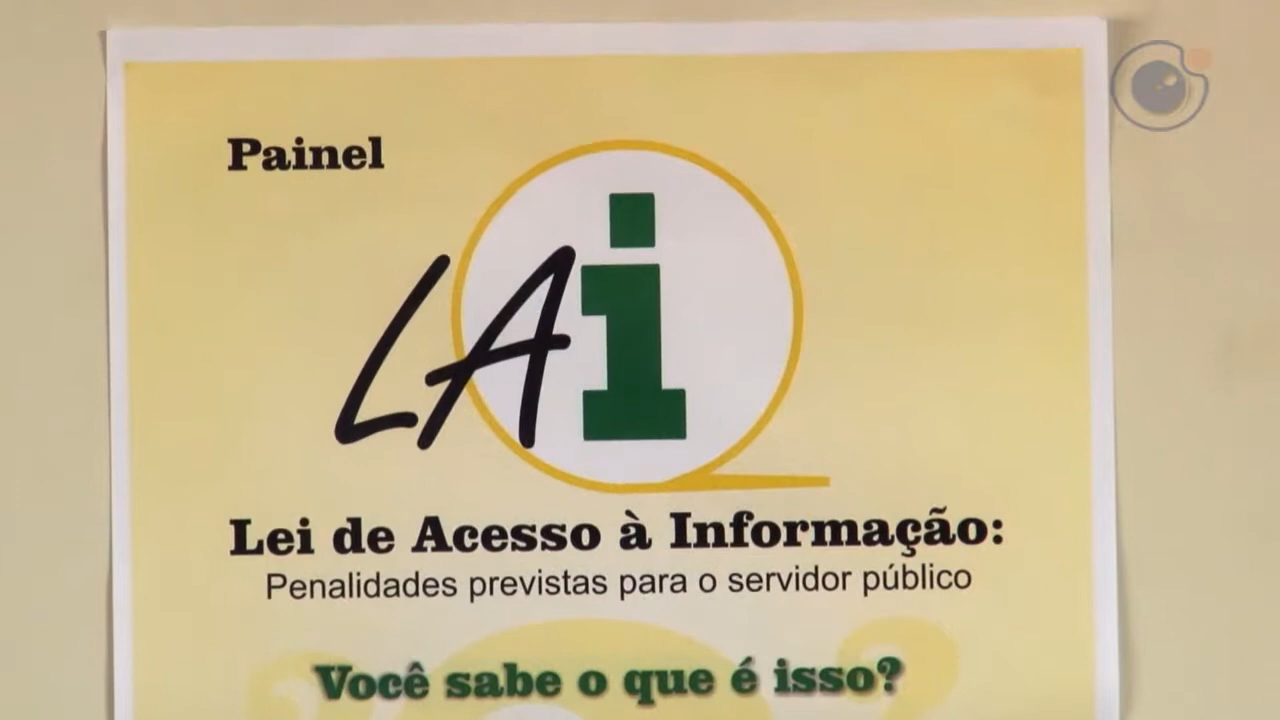 Painel
LAi
Lei de Acesso à Informação:
Penalidades previstas para o servidor público
Você sabe o que é isso?